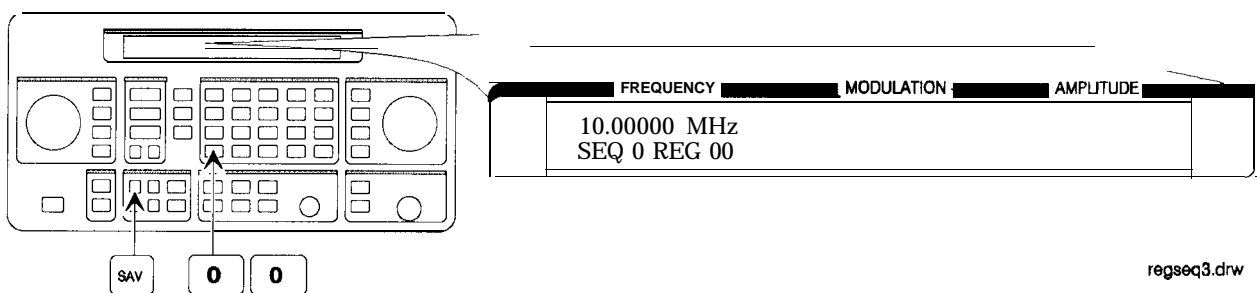 FREQUENCY MODULATION AMPLITUDE
10.00000 MHz
SEQ 0 REG 00
SAV 0 0
regseq3.drw